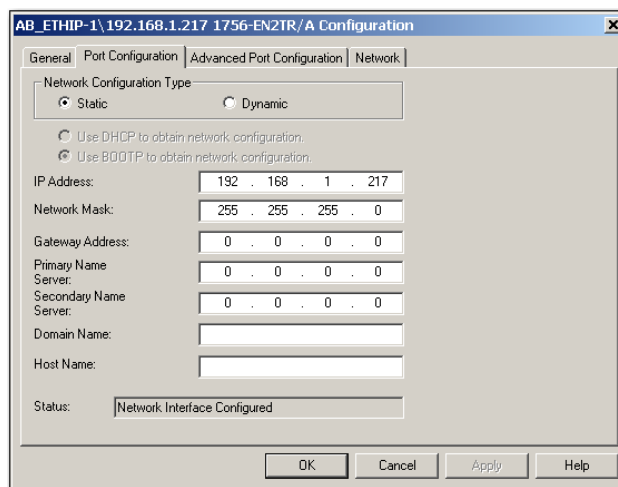 AB_ETHIP-1\192.168.1.217 1756-EN2TR/A Configuration
General Port Configuration Advanced Port Configuration Network
Network Configuration Type
Static Dynamic
Use DHCP to obtain network configuration.
Use BOOTP to obtain network configuration.
IP Address: 192 . 168 . 1 . 217
Network Mask: 255 . 255 . 255 . 0
Gateway Address: 0 . 0 . 0 . 0
Primary Name
Server: 0 . 0 . 0 . 0
Secondary Name
Server: 0 . 0 . 0 . 0
Domain Name:
Host Name:
Status: Network Interface Configured
OK Cancel Apply Help